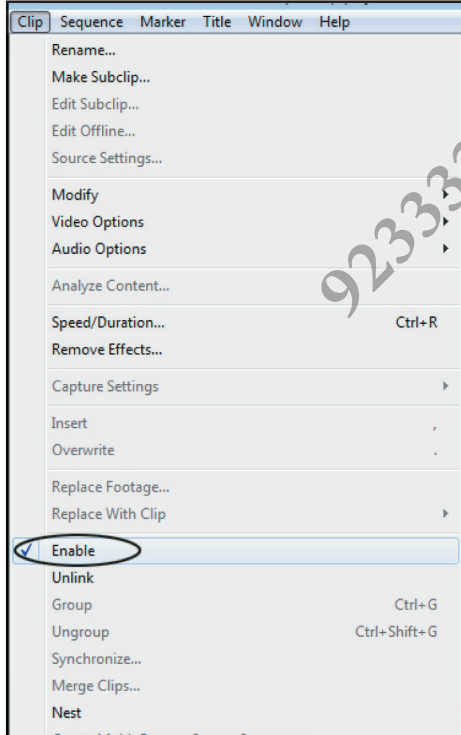 Clip Sequence Marker Title Window Help
Rename...
Make Subclip...
Edit Subclip...
Edit Offline...
Source Settings...
Modify
Video Options
Audio Options
Analyze Content...
Speed/Duration... Ctrl+R
Remove Effects...
Capture Settings
Insert ,
Overwrite .
Replace Footage...
Replace With Clip
Enable
Unlink
Group Ctrl+G
Ungroup Ctrl+Shift+G
Synchronize...
Merge Clips...
Nest